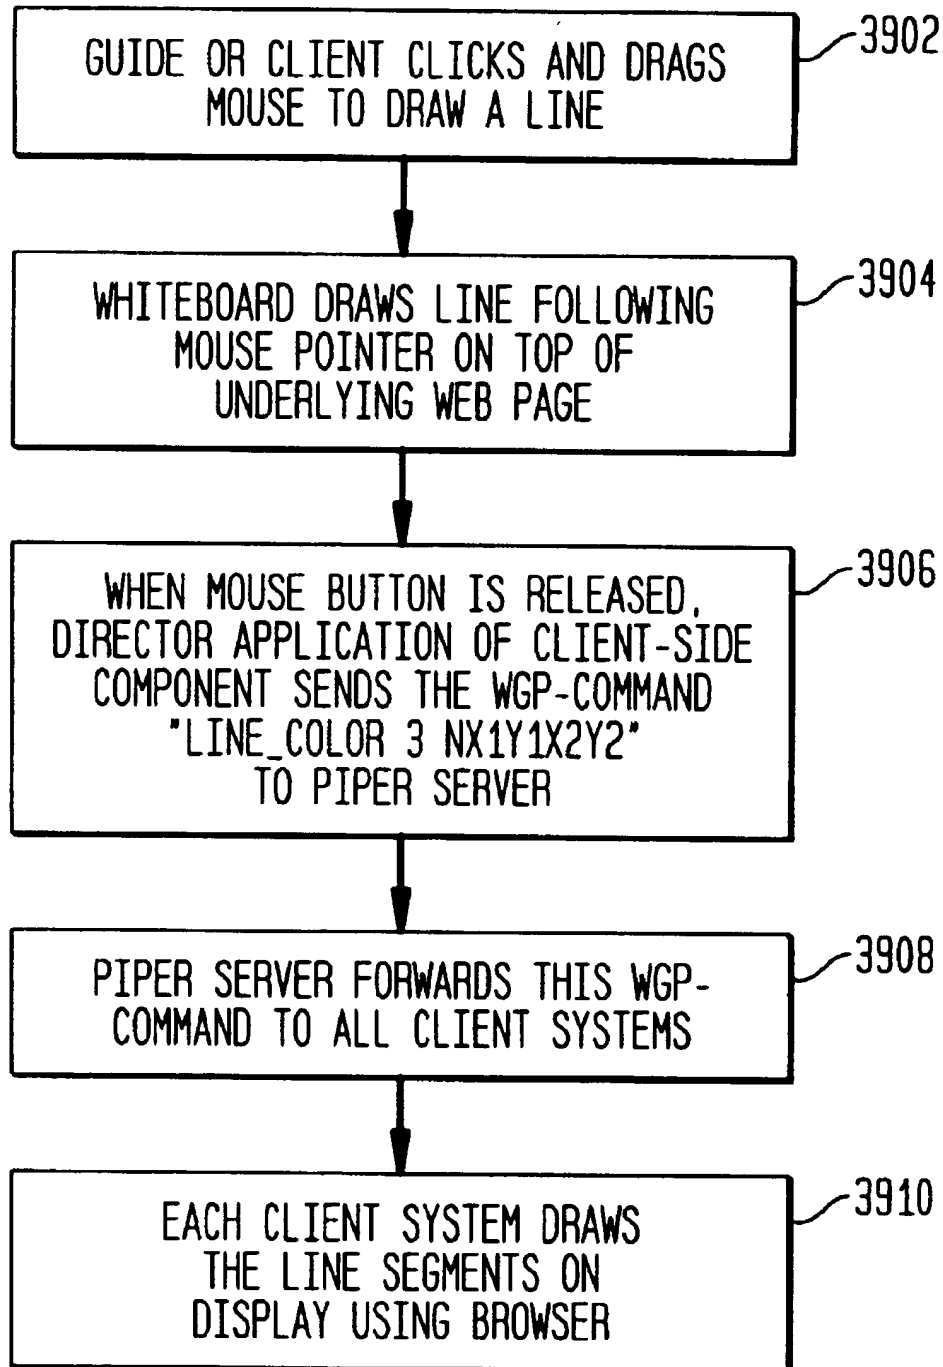 GUIDE OR CLIENT CLICKS AND DRAGS
MOUSE TO DRAW A LINE
3902
WHITEBOARD DRAWS LINE FOLLOWING
MOUSE POINTER ON TOP OF
UNDERLYING WEB PAGE
3904
WHEN MOUSE BUTTON IS RELEASED,
DIRECTOR APPLICATION OF CLIENT-SIDE
COMPONENT SENDS THE WGP-COMMAND
"LINE_COLOR 3 NX1Y1X2Y2"
TO PIPER SERVER
3906
PIPER SERVER FORWARDS THIS WGP-
COMMAND TO ALL CLIENT SYSTEMS
3908
EACH CLIENT SYSTEM DRAWS
THE LINE SEGMENTS ON
DISPLAY USING BROWSER
3910